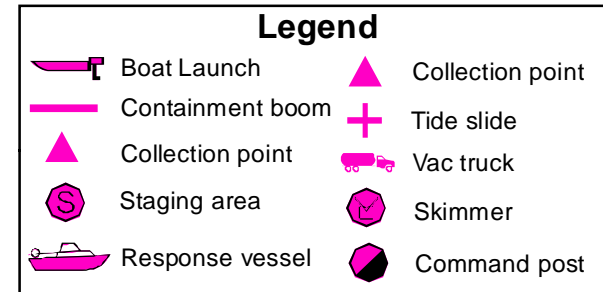 Legend
Boat Launch
Containment boom
Collection point
S
Staging area
Response vessel
Collection point
Tide slide
Vac truck
Skimmer
Command post